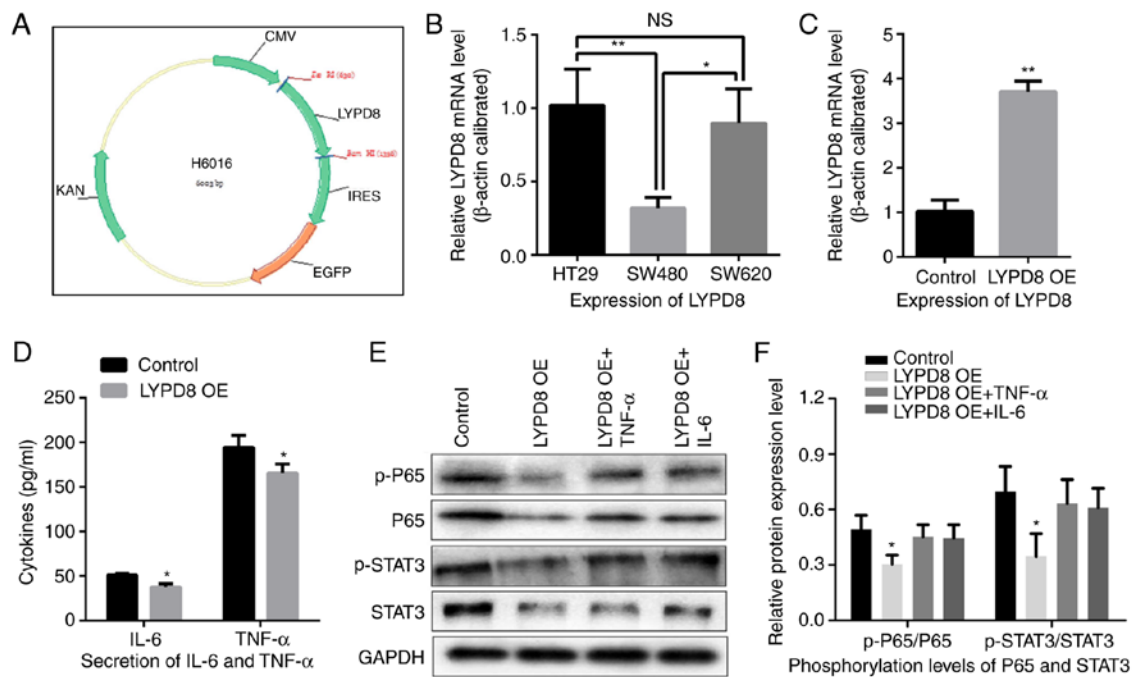 A
CMV
LYPD8
H6016
KAN
IRES
EGFP
B
NS
**
*
Relative LYPD8 mRNA level
(β-actin calibrated)
1.5
1.0
0.5
0.0
HT29 SW480 SW620
Expression of LYPD8
C
**
Relative LYPD8 mRNA level
(β-actin calibrated)
5
4
3
2
1
0
Control LYPD8 OE
Expression of LYPD8
D
Control
LYPD8 OE
Cytokines (pg/ml)
250
200
150
100
50
0
*
*
IL-6 TNF-α
Secretion of IL-6 and TNF-α
E
Control
LYPD8 OE
LYPD8 OE+
TNF-α
LYPD8 OE+
IL-6
p-P65
P65
p-STAT3
STAT3
GAPDH
F
Control
LYPD8 OE
LYPD8 OE+TNF-α
LYPD8 OE+IL-6
Relative protein expression level
1.2
0.9
0.6
0.3
0.0
*
*
p-P65/P65 p-STAT3/STAT3
Phosphorylation levels of P65 and STAT3